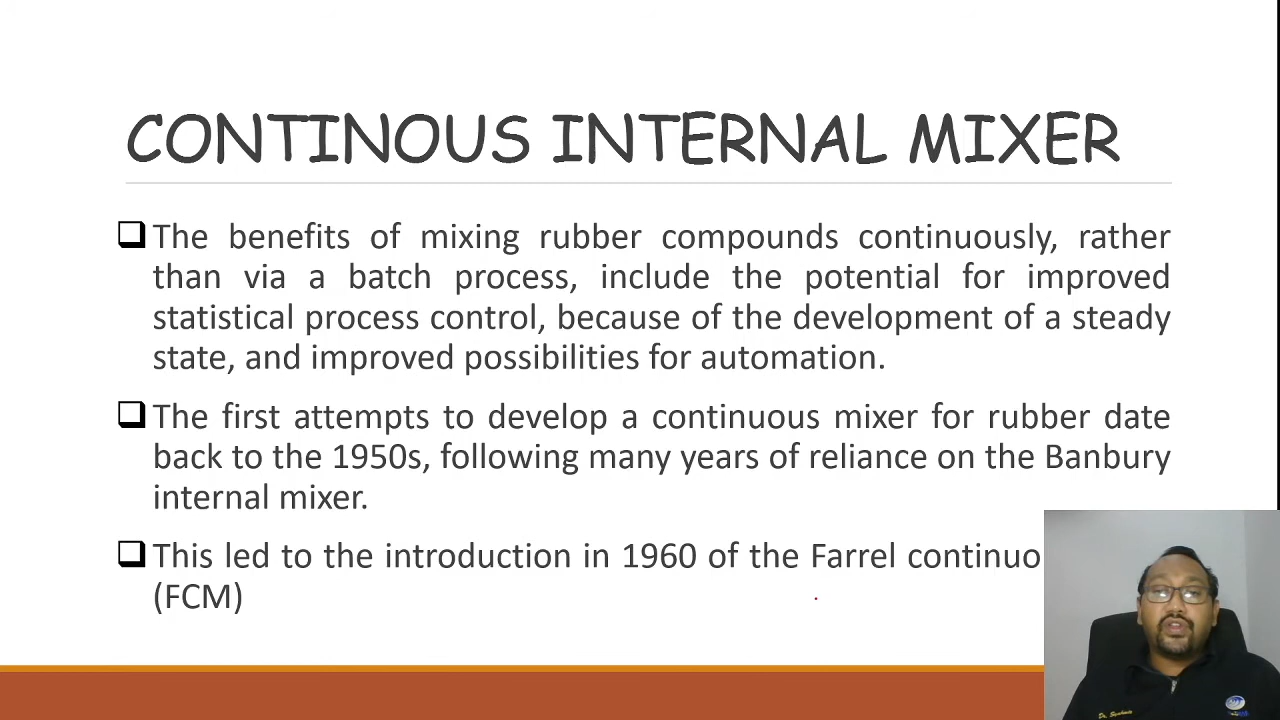 CONTINOUS INTERNAL MIXER
The benefits of mixing rubber compounds continuously, rather
than via a batch process, include the potential for improved
statistical process control, because of the development of a steady
state, and improved possibilities for automation.
The first attempts to develop a continuous mixer for rubber date
back to the 1950s, following many years of reliance on the Banbury
internal mixer.
This led to the introduction in 1960 of the Farrel continuo
(FCM)